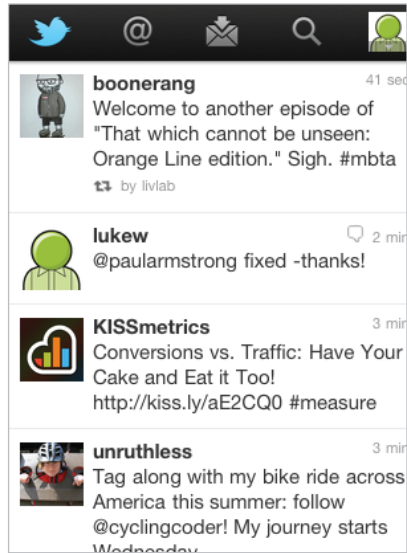 @
boonerang
41 sec
Welcome to another episode of
"That which cannot be unseen:
Orange Line edition." Sigh. #mbta
by livlab
lukew
2 min
@paularmstrong fixed -thanks!
KISSmetrics
3 min
Conversions vs. Traffic: Have Your
Cake and Eat it Too!
http://kiss.ly/aE2CQ0 #measure
unruthless
3 min
Tag along with my bike ride across
America this summer: follow
@cyclingcoder! My journey starts
Wednesday